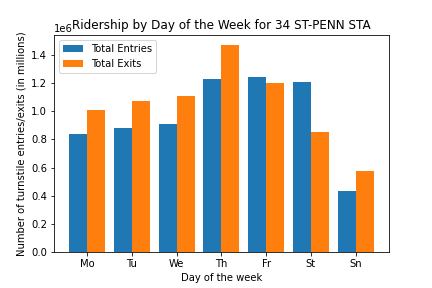 Ridership by Day of the Week for 34 ST-PENN STA
1e6
Total Entries
Total Exits
Number of turnstile entries/exits (in millions)
1.4
1.2
1.0
0.8
0.6
0.4
0.2
0.0
Mo Tu We Th Fr St Sn
Day of the week